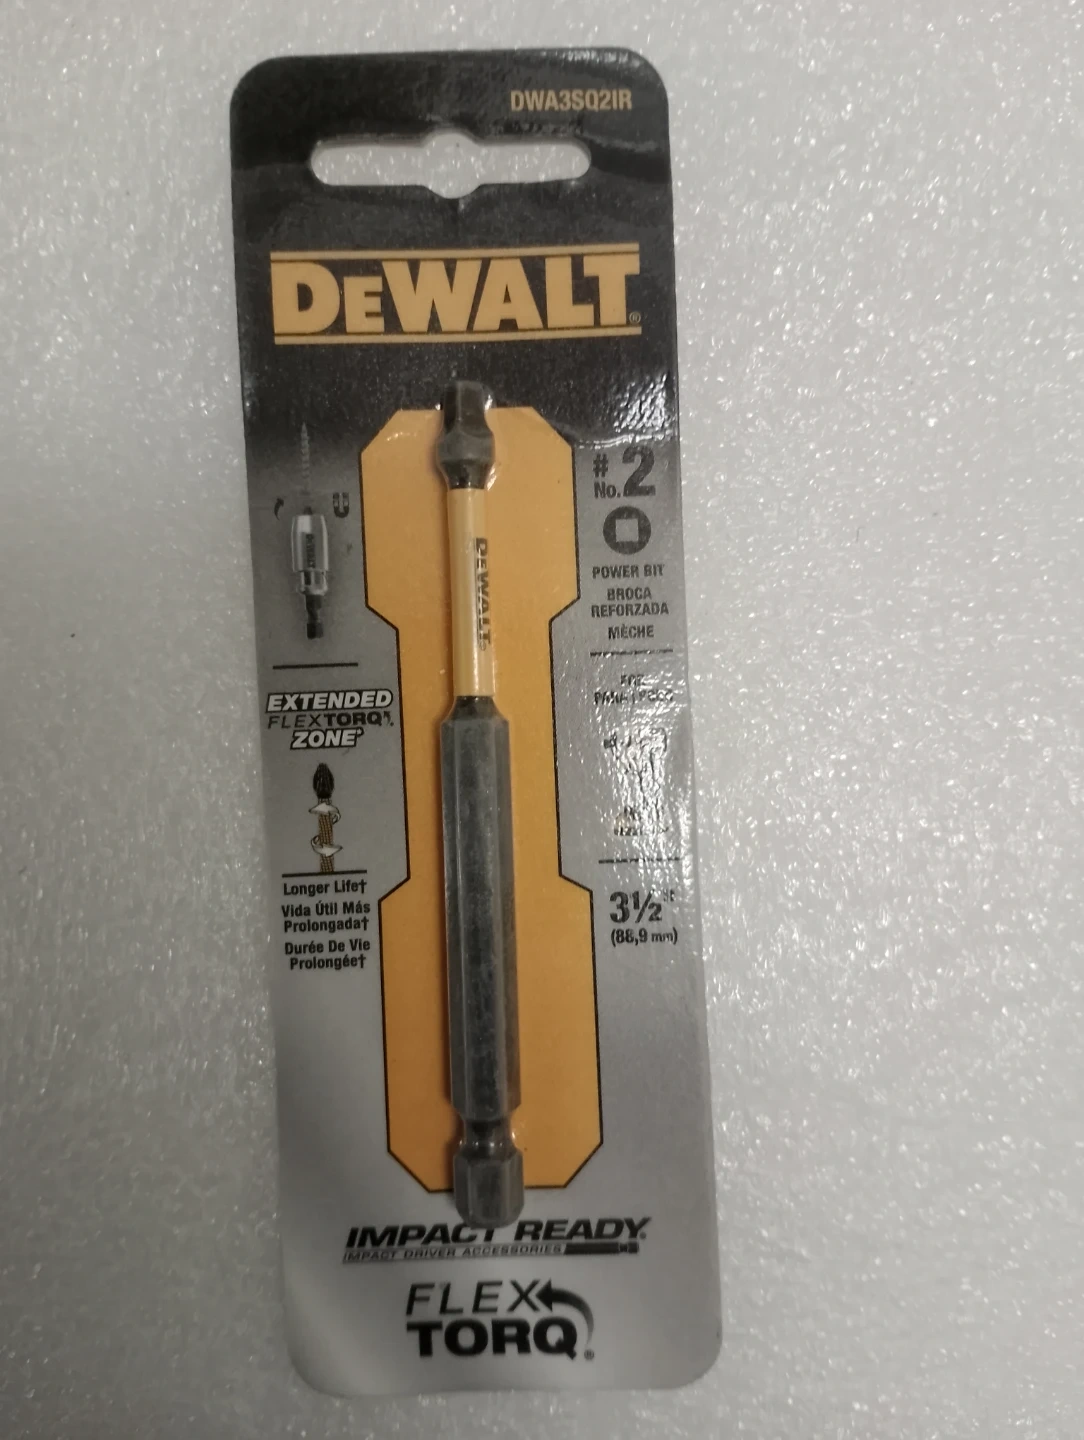 DWA3SQ2IR
DEWALT®
# No. 2
POWER BIT
BROCA
REFORZADA
MÈCHE
DEWALT
DEWALT
EXTENDED
FLEXTORQ
ZONE
Longer Life†
Vida Útil Más
Prolongada†
Durée De Vie
Prolongée†
3½"
(88,9 mm)
IMPACT READY
IMPACT DRIVER ACCESSORIES
FLEX
TORQ®